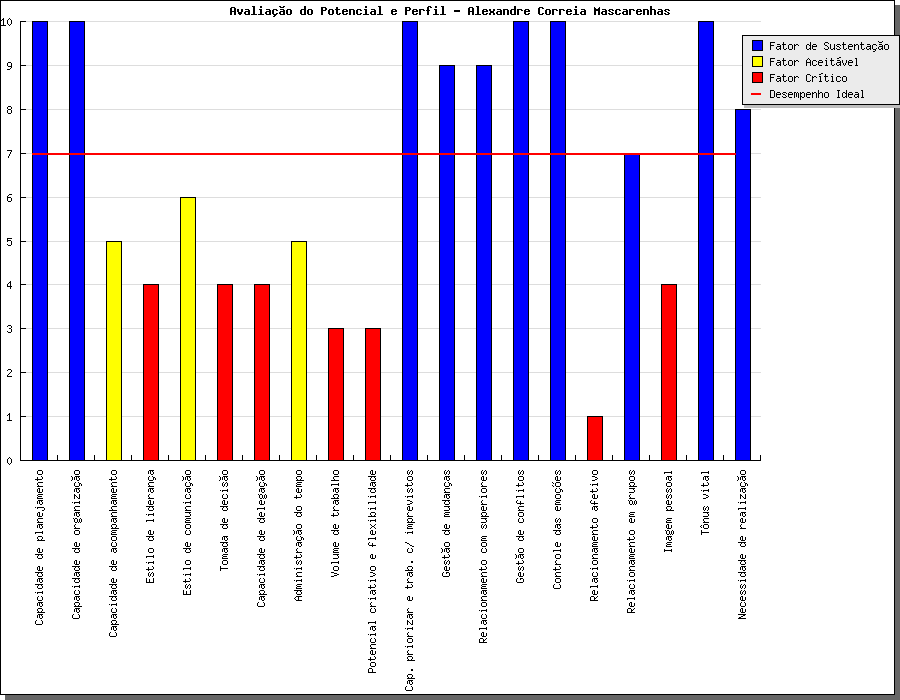 Avaliação do Potencial e Perfil - Alexandre Correia Mascarenhas
Fator de Sustentação
Fator Aceitável
Fator Crítico
Desempenho Ideal
10
9
8
7
6
5
4
3
2
1
0
Capacidade de planejamento
Capacidade de organização
Capacidade de acompanhamento
Estilo de liderança
Estilo de comunicação
Tomada de decisão
Capacidade de delegação
Administração do tempo
Volume de trabalho
Potencial criativo e flexibilidade
Cap. priorizar e trab. c/ imprevistos
Gestão de mudanças
Relacionamento com superiores
Gestão de conflitos
Controle das emoções
Relacionamento afetivo
Relacionamento em grupos
Imagem pessoal
Tônus vital
Necessidade de realização